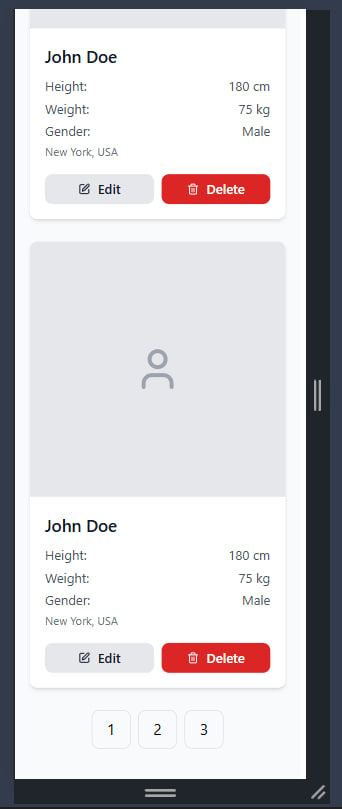 John Doe
Height: 180 cm
Weight: 75 kg
Gender: Male
New York, USA
Edit Delete
John Doe
Height: 180 cm
Weight: 75 kg
Gender: Male
New York, USA
Edit Delete
1 2 3